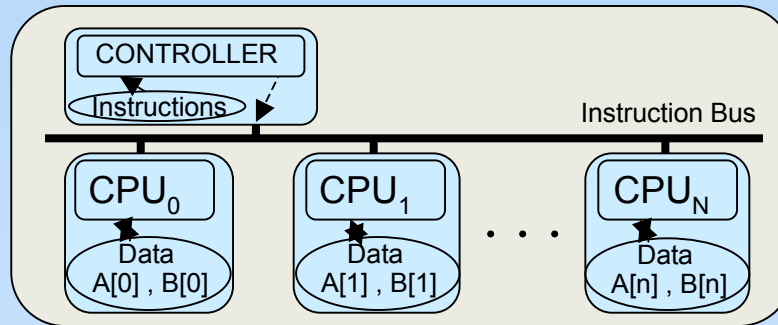 CONTROLLER
Instructions
Instruction Bus
CPU0
CPU1
CPUN
. . .
Data
A[0] , B[0]
Data
A[1] , B[1]
Data
A[n] , B[n]